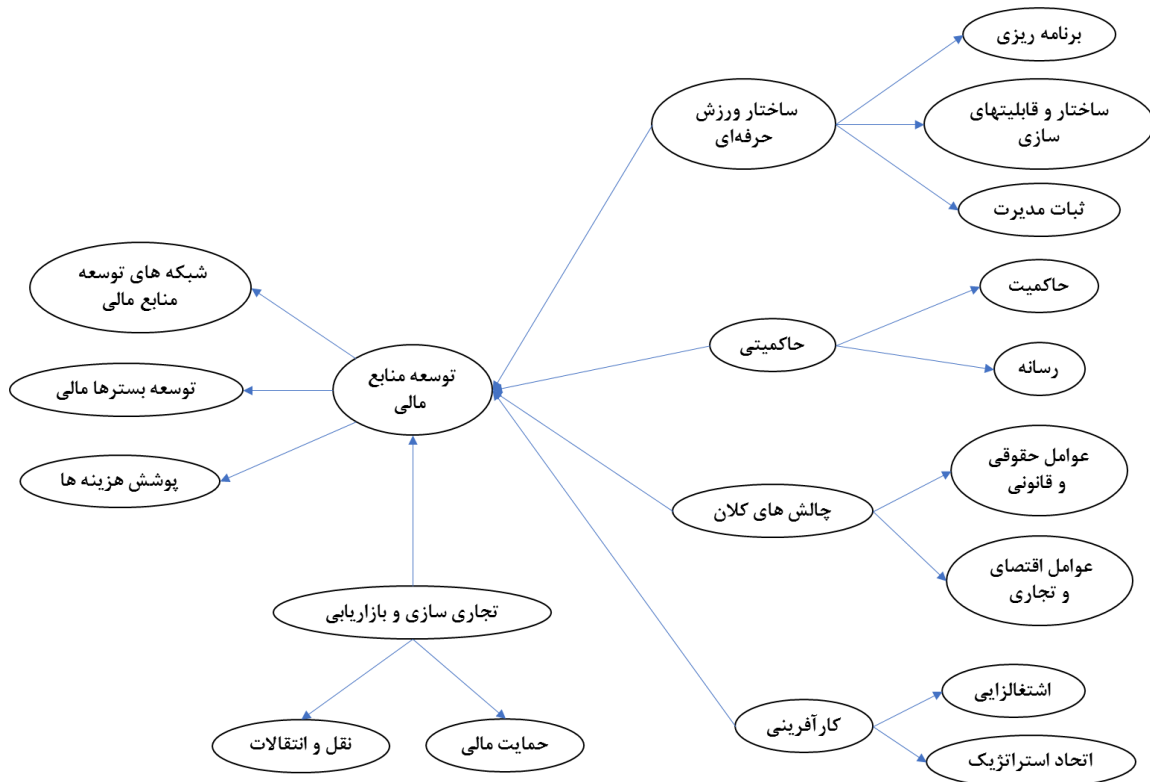 برنامه ریزی
ساختار ورزش
حرفه‌ای
ساختار و قابلیتهای
سازی
ثبات مدیرت
شبکه های توسعه
منابع مالی
حاکمیت
حاکمیتی
رسانه
توسعه منابع
مالی
توسعه بسترها مالی
پوشش هزینه ها
عوامل حقوقی
و قانونی
چالش های کلان
عوامل اقتصای
و تجاری
تجاری سازی و بازاریابی
اشتغالزایی
کارآفرینی
اتحاد استراتژیک
حمایت مالی
نقل و انتقالات